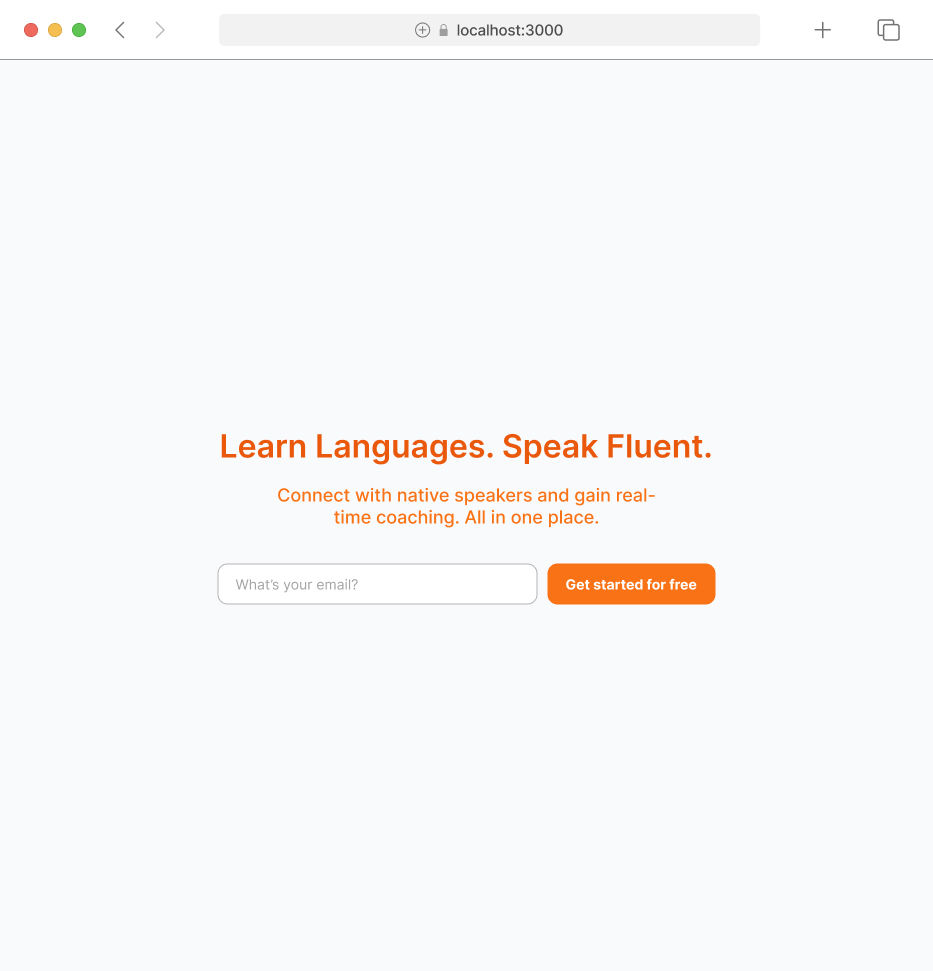 localhost:3000
Learn Languages. Speak Fluent.
Connect with native speakers and gain real-
time coaching. All in one place.
What's your email?
Get started for free